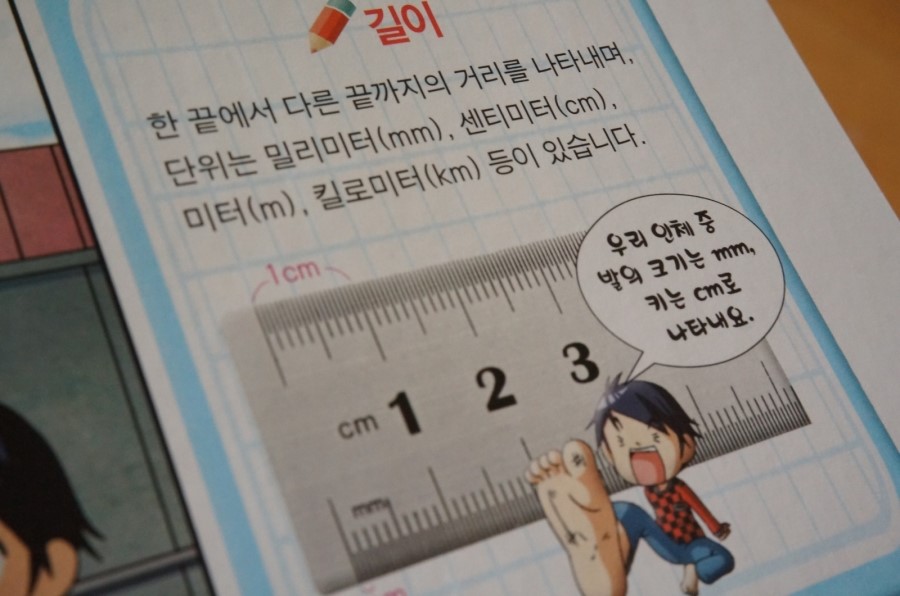 길이
한 끝에서 다른 끝까지의 거리를 나타내며,
단위는 밀리미터(mm), 센티미터(cm),
미터(m), 킬로미터(km) 등이 있습니다.
우리 인체 중
발의 크기는 mm,
키는 cm로
나타내요.
1cm
cm 1 2 3
mm